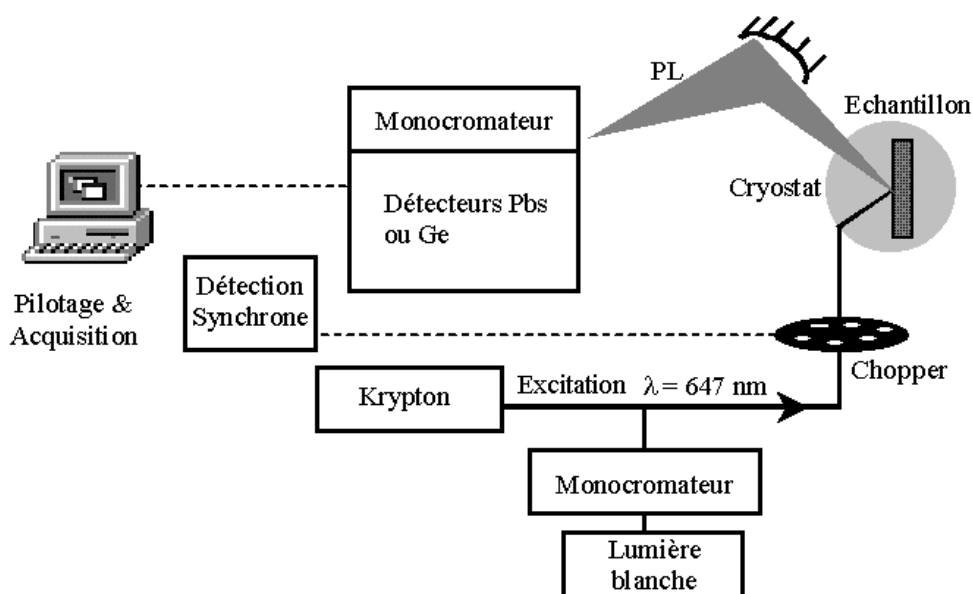 PL
Echantillon
Monocromateur
Cryostat
Détecteurs Pbs
ou Ge
Détection
Synchrone
Pilotage &
Acquisition
Chopper
Krypton
Excitation λ = 647 nm
Monocromateur
Lumière
blanche